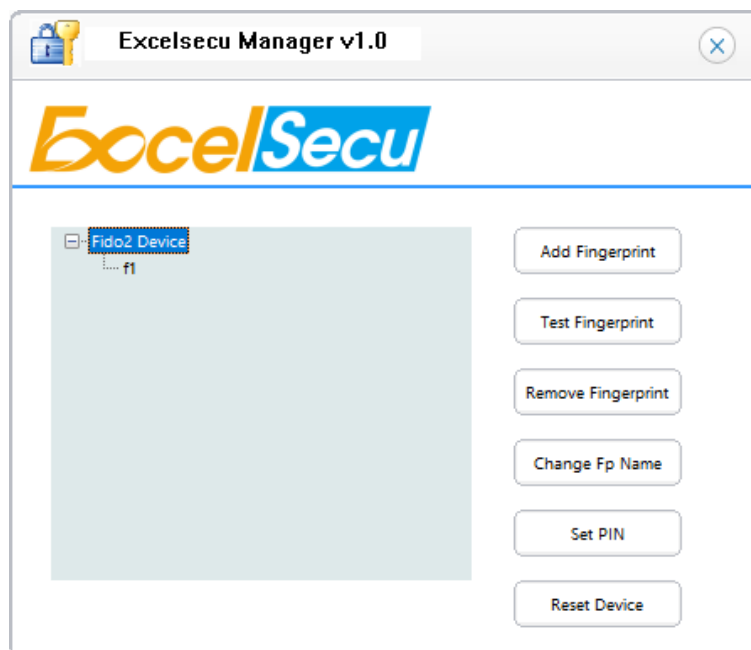 Excelsecu Manager v1.0
ExcelSecu
Fido2 Device
f1
Add Fingerprint
Test Fingerprint
Remove Fingerprint
Change Fp Name
Set PIN
Reset Device